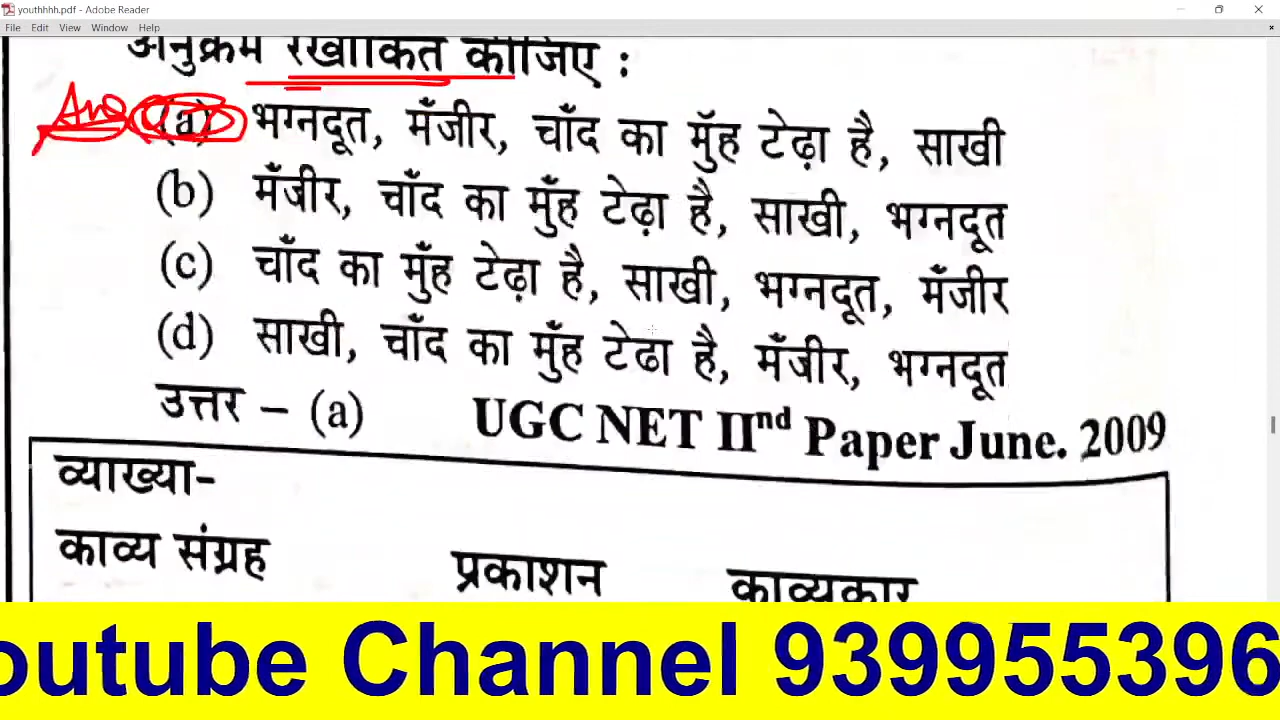 youthhhh.pdf - Adobe Reader
File Edit View Window Help
अनुक्रम रेखांकित कीजिए :
Ans (a) भग्नदूत, मँजीर, चाँद का मुँह टेढ़ा है, साखी
(b) मँजीर, चाँद का मुँह टेढ़ा है, साखी, भग्नदूत
(c) चाँद का मुँह टेढ़ा है, साखी, भग्नदूत, मँजीर
(d) साखी, चाँद का मुँह टेढा है, मँजीर, भग्नदूत
उत्तर – (a) UGC NET IInd Paper June. 2009
व्याख्या-
काव्य संग्रह प्रकाशन काव्यकार
outube Channel 939955396